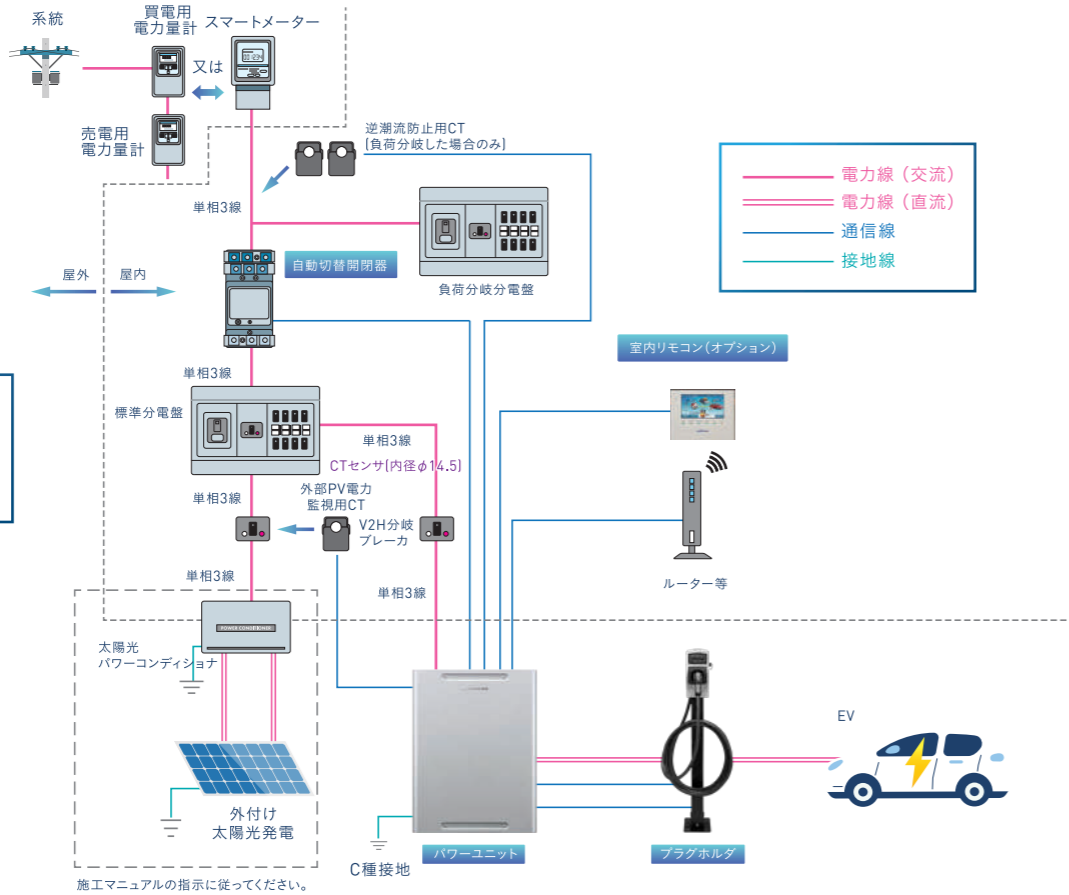 系統
買電用
電力量計
スマートメーター
又は
売電用
電力量計
逆潮流防止用CT
(負荷分岐した場合のみ)
単相3線
電力線(交流)
電力線(直流)
通信線
接地線
屋外
屋内
自動切替開閉器
負荷分岐分電盤
単相3線
室内リモコン(オプション)
標準分電盤
単相3線
CTセンサ(内径φ14.5)
単相3線
外部PV電力
監視用CT
V2H分岐
ブレーカ
単相3線
単相3線
ルーター等
POWER CONDITIONER
太陽光
パワーコンディショナ
EV
外付け
太陽光発電
C種接地
パワーユニット
プラグホルダ
施工マニュアルの指示に従ってください。